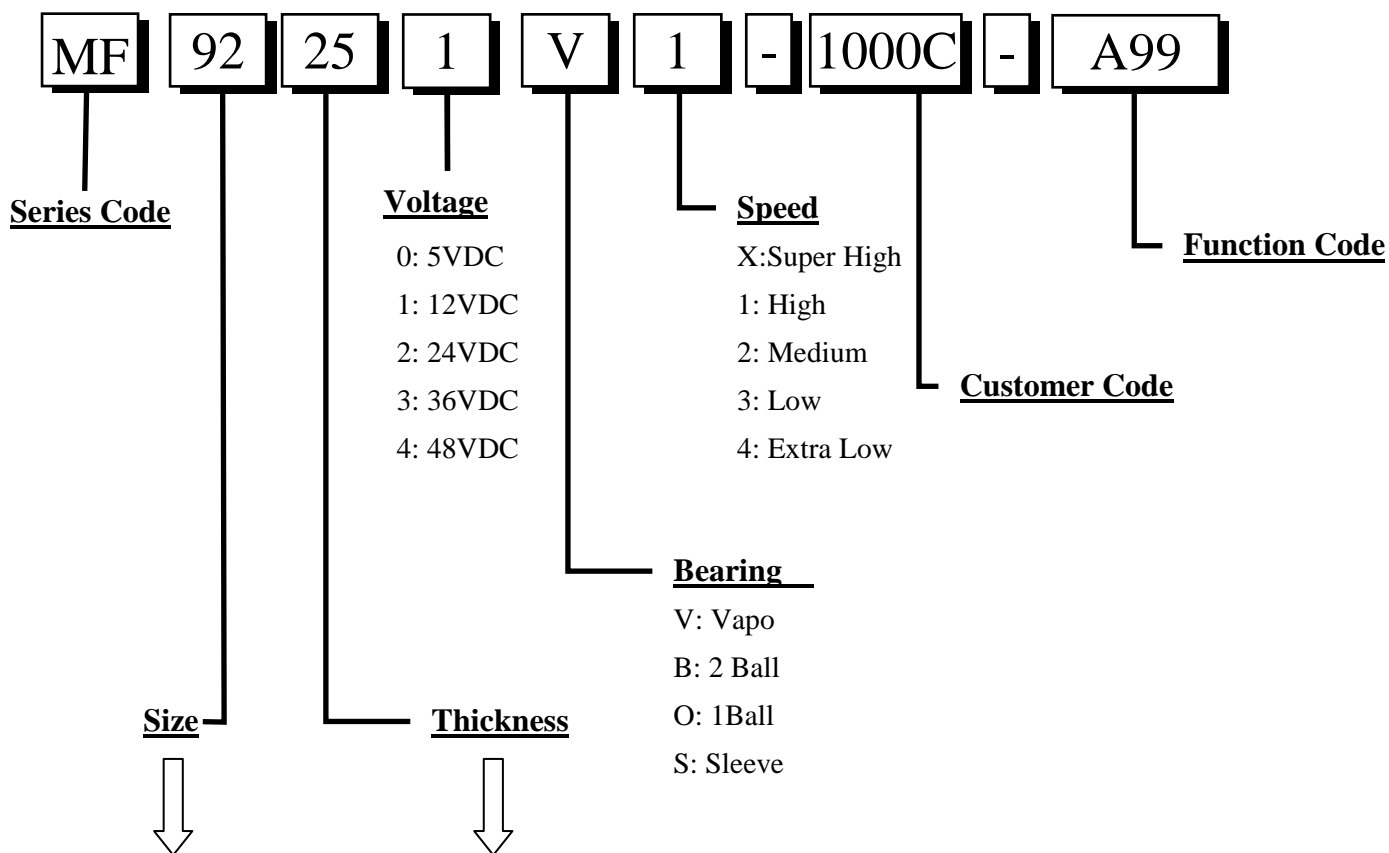 MF 92 25 1 V 1 - 1000C - A99
Series Code
Voltage
0: 5VDC
1: 12VDC
2: 24VDC
3: 36VDC
4: 48VDC
Speed
X:Super High
1: High
2: Medium
3: Low
4: Extra Low
Function Code
Customer Code
Bearing
V: Vapo
B: 2 Ball
O: 1Ball
S: Sleeve
Size
Thickness